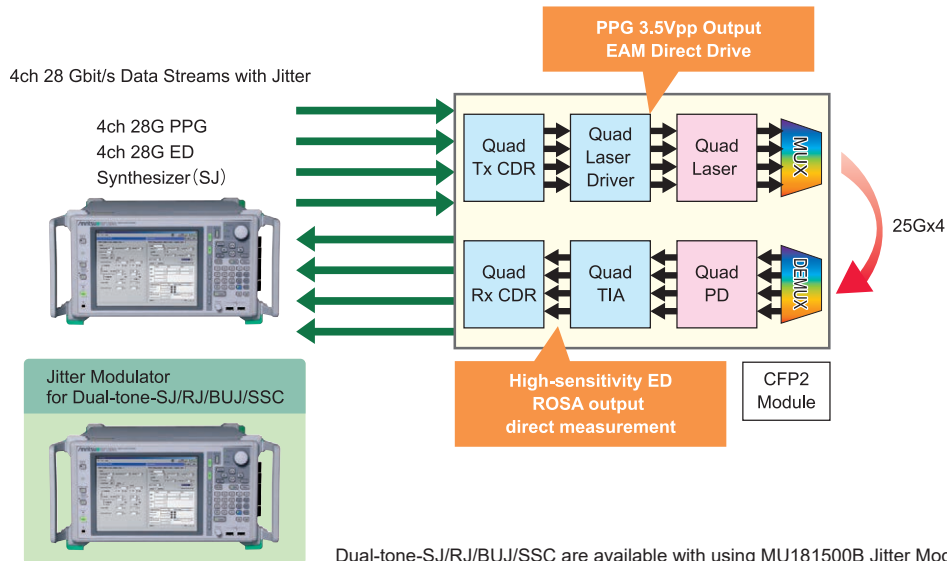 PPG 3.5Vpp Output
EAM Direct Drive
4ch 28 Gbit/s Data Streams with Jitter
4ch 28G PPG
4ch 28G ED
Synthesizer（SJ）
Quad
Tx CDR
Quad
Laser
Driver
Quad
Laser
MUX
25Gx4
Quad
Rx CDR
Quad
TIA
Quad
PD
DEMUX
Jitter Modulator
for Dual-tone-SJ/RJ/BUJ/SSC
High-sensitivity ED
ROSA output
direct measurement
CFP2
Module
Dual-tone-SJ/RJ/BUJ/SSC are available with using MU181500B Jitter Mod